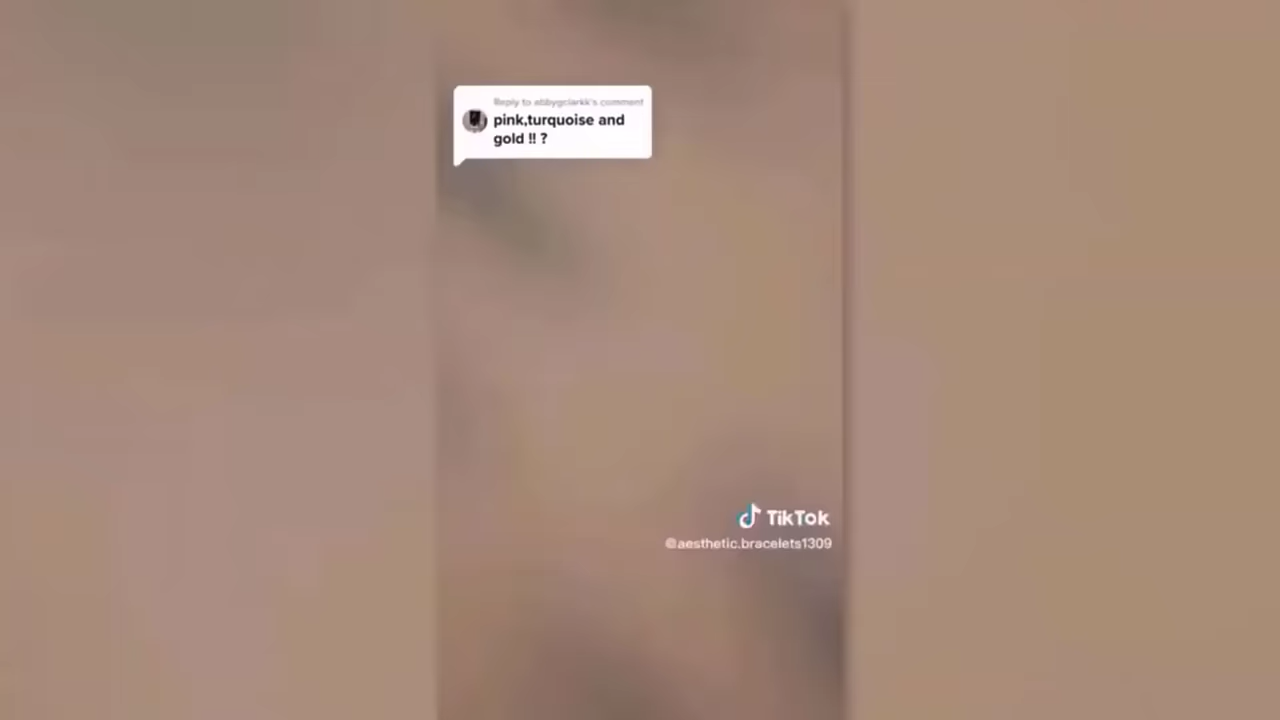 Reply to abbygclarkk's comment
pink,turquoise and
gold !! ?
TikTok
@aesthetic.bracelets1309